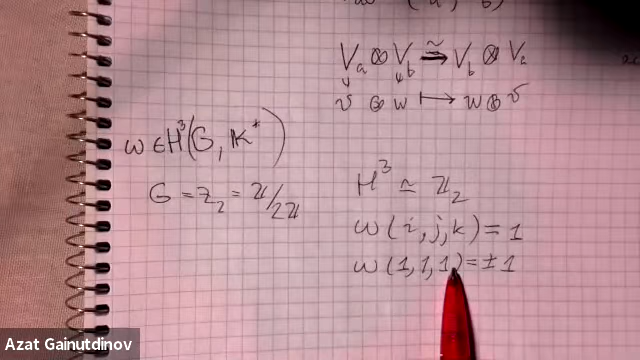 V_a ⊗ V_b ≅→ V_b ⊗ V_a
v ⊗ w ↦ w ⊗ v
ω ∈ H³(G, K*)
G = Z₂ = Z/2Z
H³ ≃ Z₂
ω(i, j, k) = 1
ω(1, 1, 1) = ±1
Azat Gainutdinov